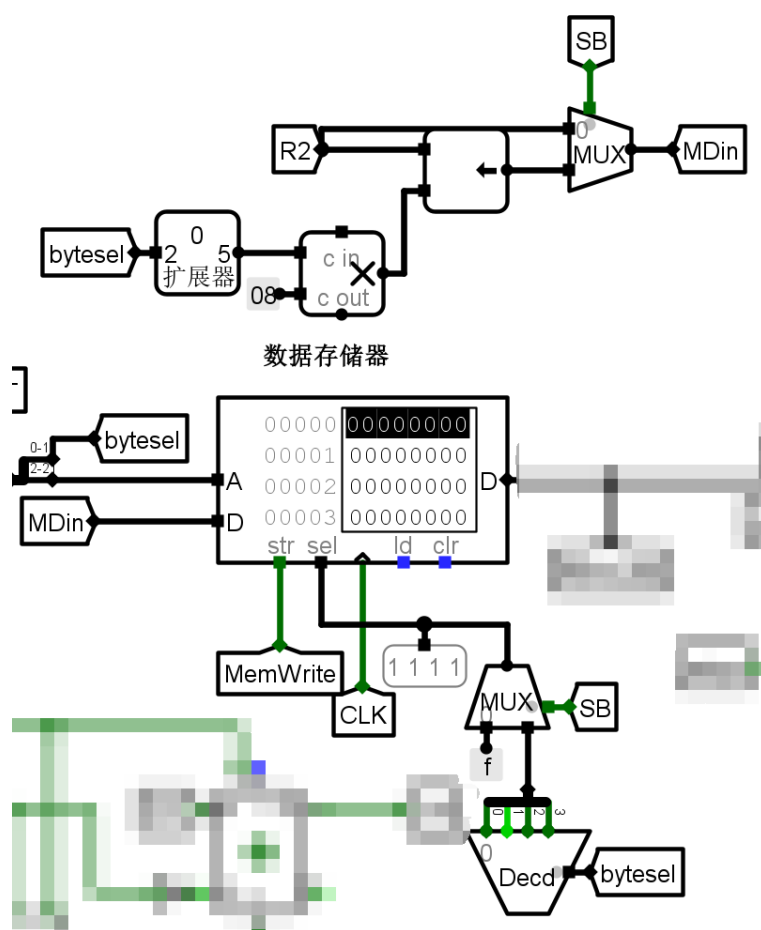 SB
R2
0
MUX
MDin
bytesel
2
0
5
扩展器
c in
08
c out
数据存储器
0-1
bytesel
2-2
A
MDin
D
00000 00000000
00001 00000000
00002 00000000
00003 00000000
D
str sel ld clr
MemWrite
1 1 1 1
CLK
MUX
0
SB
f
0 1 2 3
0
Decd
bytesel